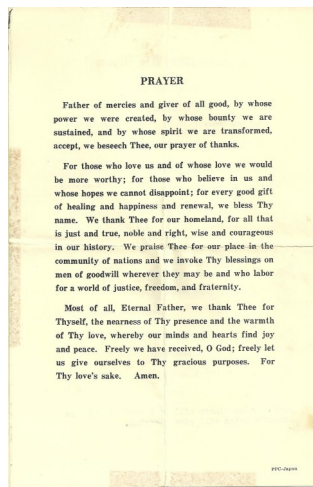 PRAYER
Father of mercies and giver of all good, by whose
power we were created, by whose bounty we are
sustained, and by whose spirit we are transformed,
accept, we beseech Thee, our prayer of thanks.
For those who love us and of whose love we would
be more worthy; for those who believe in us and
whose hopes we cannot disappoint; for every good gift
of healing and happiness and renewal, we bless Thy
name. We thank Thee for our homeland, for all that
is just and true, noble and right, wise and courageous
in our history. We praise Thee for our place in the
community of nations and we invoke Thy blessings on
men of goodwill wherever they may be and who labor
for a world of justice, freedom, and fraternity.
Most of all, Eternal Father, we thank Thee for
Thyself, the nearness of Thy presence and the warmth
of Thy love, whereby our minds and hearts find joy
and peace. Freely we have received, O God; freely let
us give ourselves to Thy gracious purposes. For
Thy love's sake. Amen.
PPC-Japan